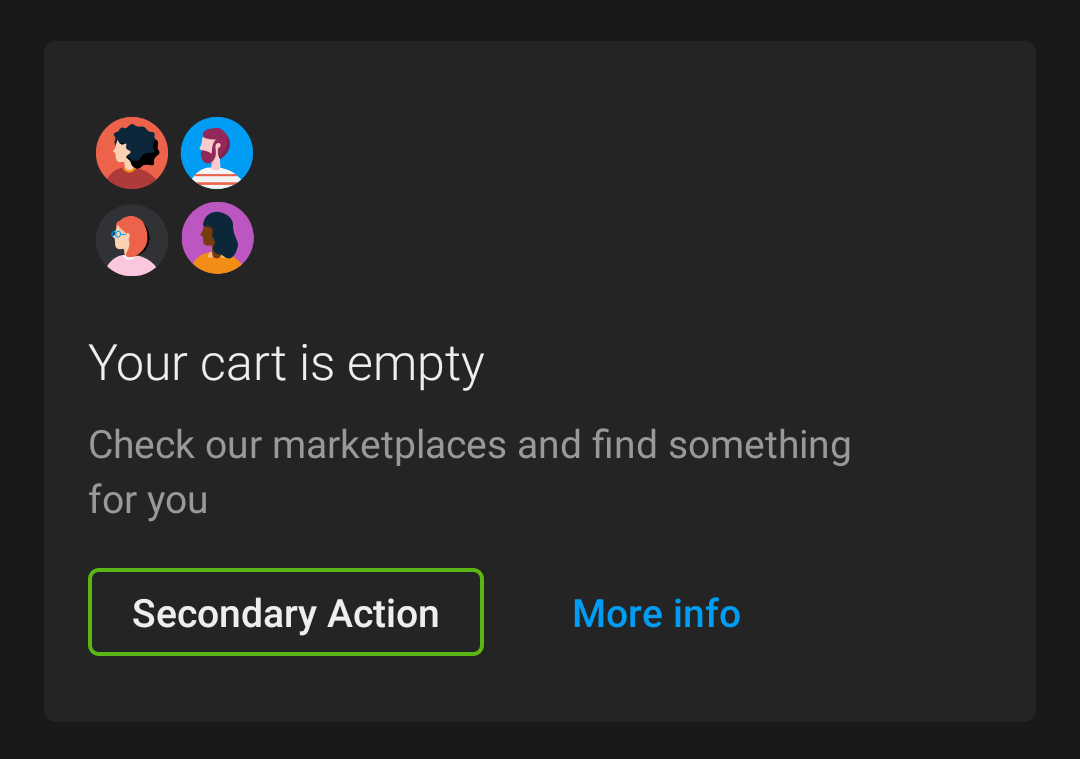 Your cart is empty
Check our marketplaces and find something
for you
Secondary Action
More info